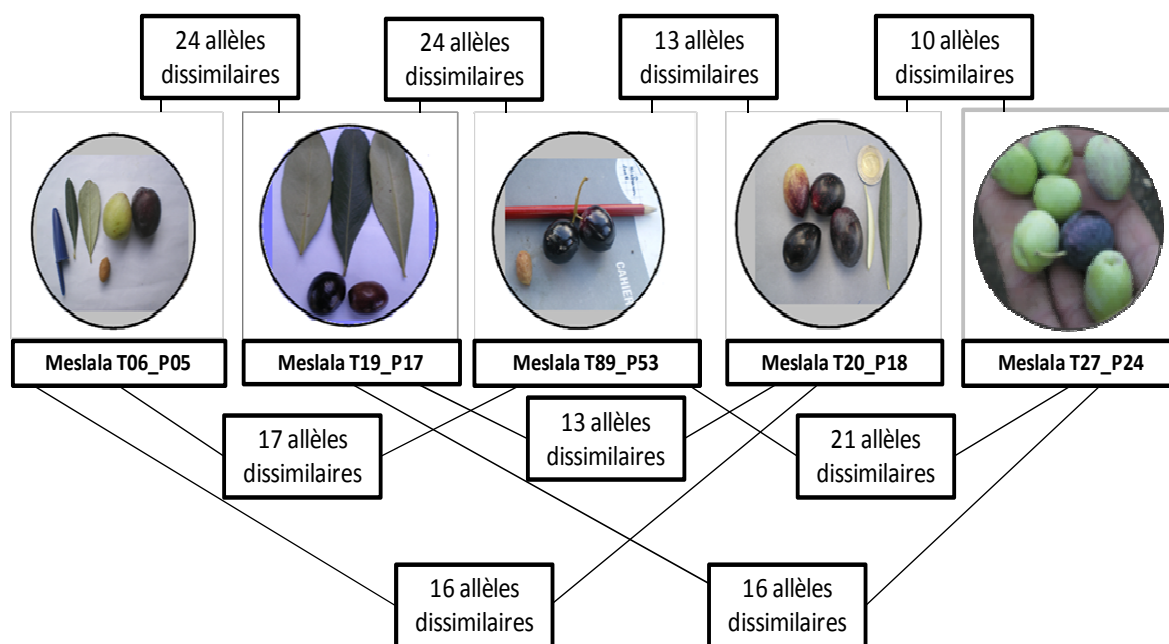 24 allèles
dissimilaires
24 allèles
dissimilaires
13 allèles
dissimilaires
10 allèles
dissimilaires
CAHIER
Meslala T06_P05
Meslala T19_P17
Meslala T89_P53
Meslala T20_P18
Meslala T27_P24
17 allèles
dissimilaires
13 allèles
dissimilaires
21 allèles
dissimilaires
16 allèles
dissimilaires
16 allèles
dissimilaires